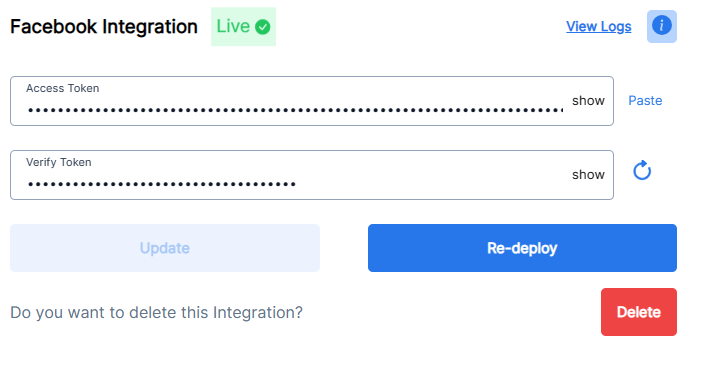 Facebook Integration Live View Logs i
Access Token
•••••••••••••••••••••••••••••••••••••••••••••••••••••••••••••••••••••• show Paste
Verify Token
•••••••••••••••••••••••••••••••••••• show
Update Re-deploy
Do you want to delete this Integration? Delete